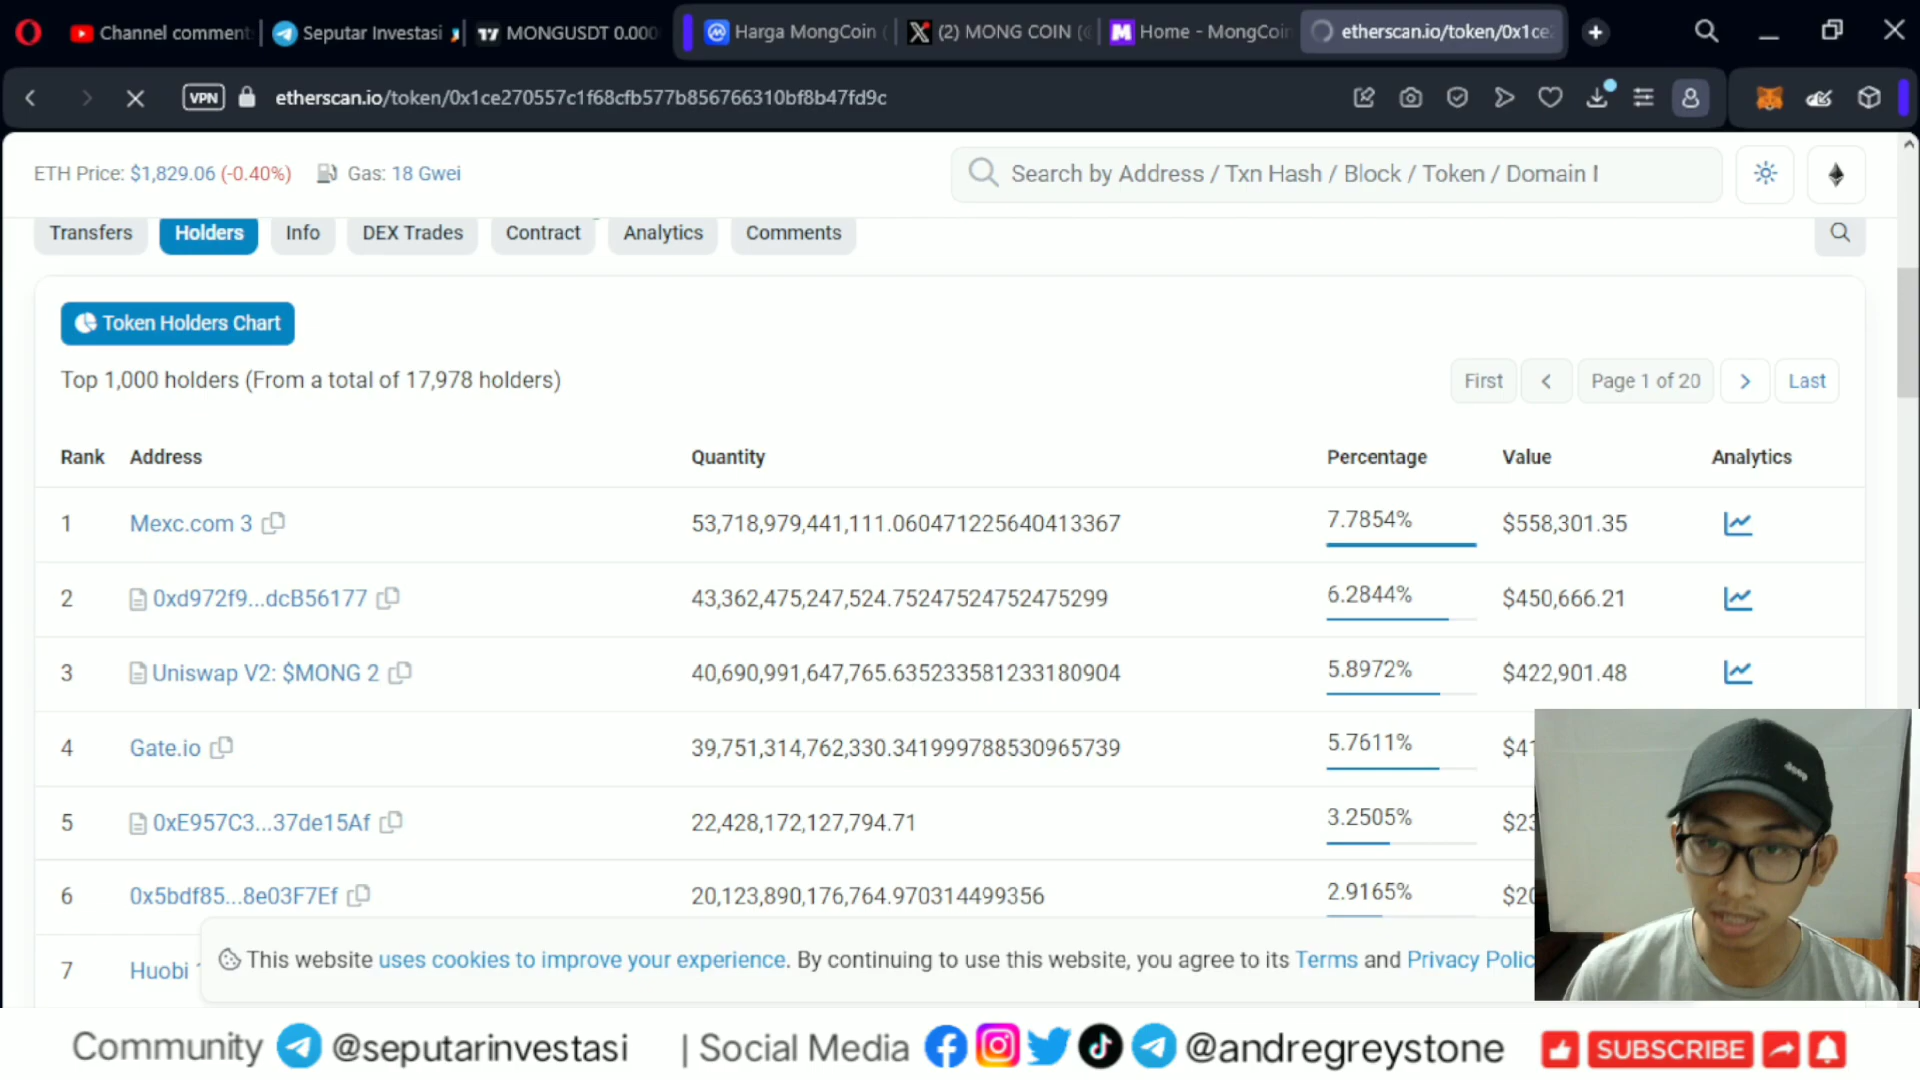 Channel comment
Seputar Investasi
MONGUSDT 0.000
Harga MongCoin (
(2) MONG COIN (@
Home - MongCoin
etherscan.io/token/0x1ce2
VPN
etherscan.io/token/0x1ce270557c1f68cfb577b856766310bf8b47fd9c
ETH Price: $1,829.06 (-0.40%)
Gas: 18 Gwei
Search by Address / Txn Hash / Block / Token / Domain
Transfers
Holders
Info
DEX Trades
Contract
Analytics
Comments
Token Holders Chart
Top 1,000 holders (From a total of 17,978 holders)
First
Page 1 of 20
Last
Rank Address Quantity Percentage Value Analytics
1 Mexc.com 3 53,718,979,441,111.060471225640413367 7.7854% $558,301.35
2 0xd972f9...dcB56177 43,362,475,247,524.75247524752475299 6.2844% $450,666.21
3 Uniswap V2: $MONG 2 40,690,991,647,765.635233581233180904 5.8972% $422,901.48
4 Gate.io 39,751,314,762,330.341999788530965739 5.7611% $41
5 0xE957C3...37de15Af 22,428,172,127,794.71 3.2505% $23
6 0x5bdf85...8e03F7Ef 20,123,890,176,764.970314499356 2.9165% $20
7 Huobi
This website uses cookies to improve your experience. By continuing to use this website, you agree to its Terms and Privacy Polic
Jeep
Community @seputarinvestasi | Social Media @andregreystone
SUBSCRIBE